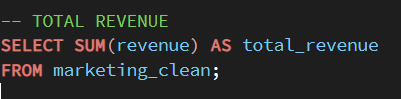 -- TOTAL REVENUE
SELECT SUM(revenue) AS total_revenue
FROM marketing_clean;